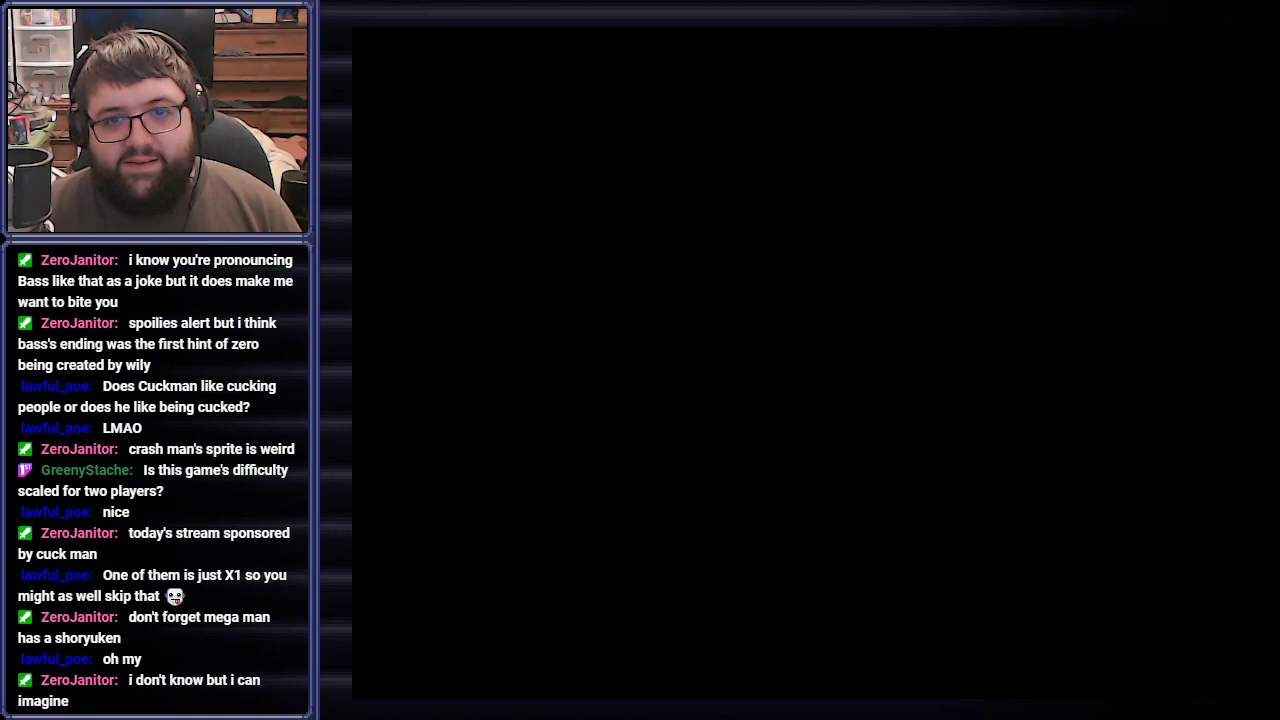 ZeroJanitor: i know you're pronouncing
Bass like that as a joke but it does make me
want to bite you
ZeroJanitor: spoilies alert but i think
bass's ending was the first hint of zero
being created by wily
lawful_poe: Does Cuckman like cucking
people or does he like being cucked?
lawful_poe: LMAO
ZeroJanitor: crash man's sprite is weird
GreenyStache: Is this game's difficulty
scaled for two players?
lawful_poe: nice
ZeroJanitor: today's stream sponsored
by cuck man
lawful_poe: One of them is just X1 so you
might as well skip that
ZeroJanitor: don't forget mega man
has a shoryuken
lawful_poe: oh my
ZeroJanitor: i don't know but i can
imagine